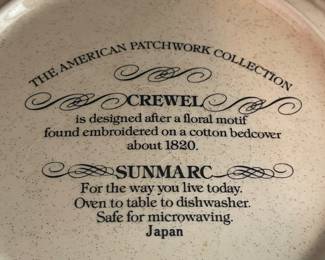 THE AMERICAN PATCHWORK COLLECTION
CREWEL
is designed after a floral motif
found embroidered on a cotton bedcover
about 1820.
SUNMARC
For the way you live today.
Oven to table to dishwasher.
Safe for microwaving.
Japan